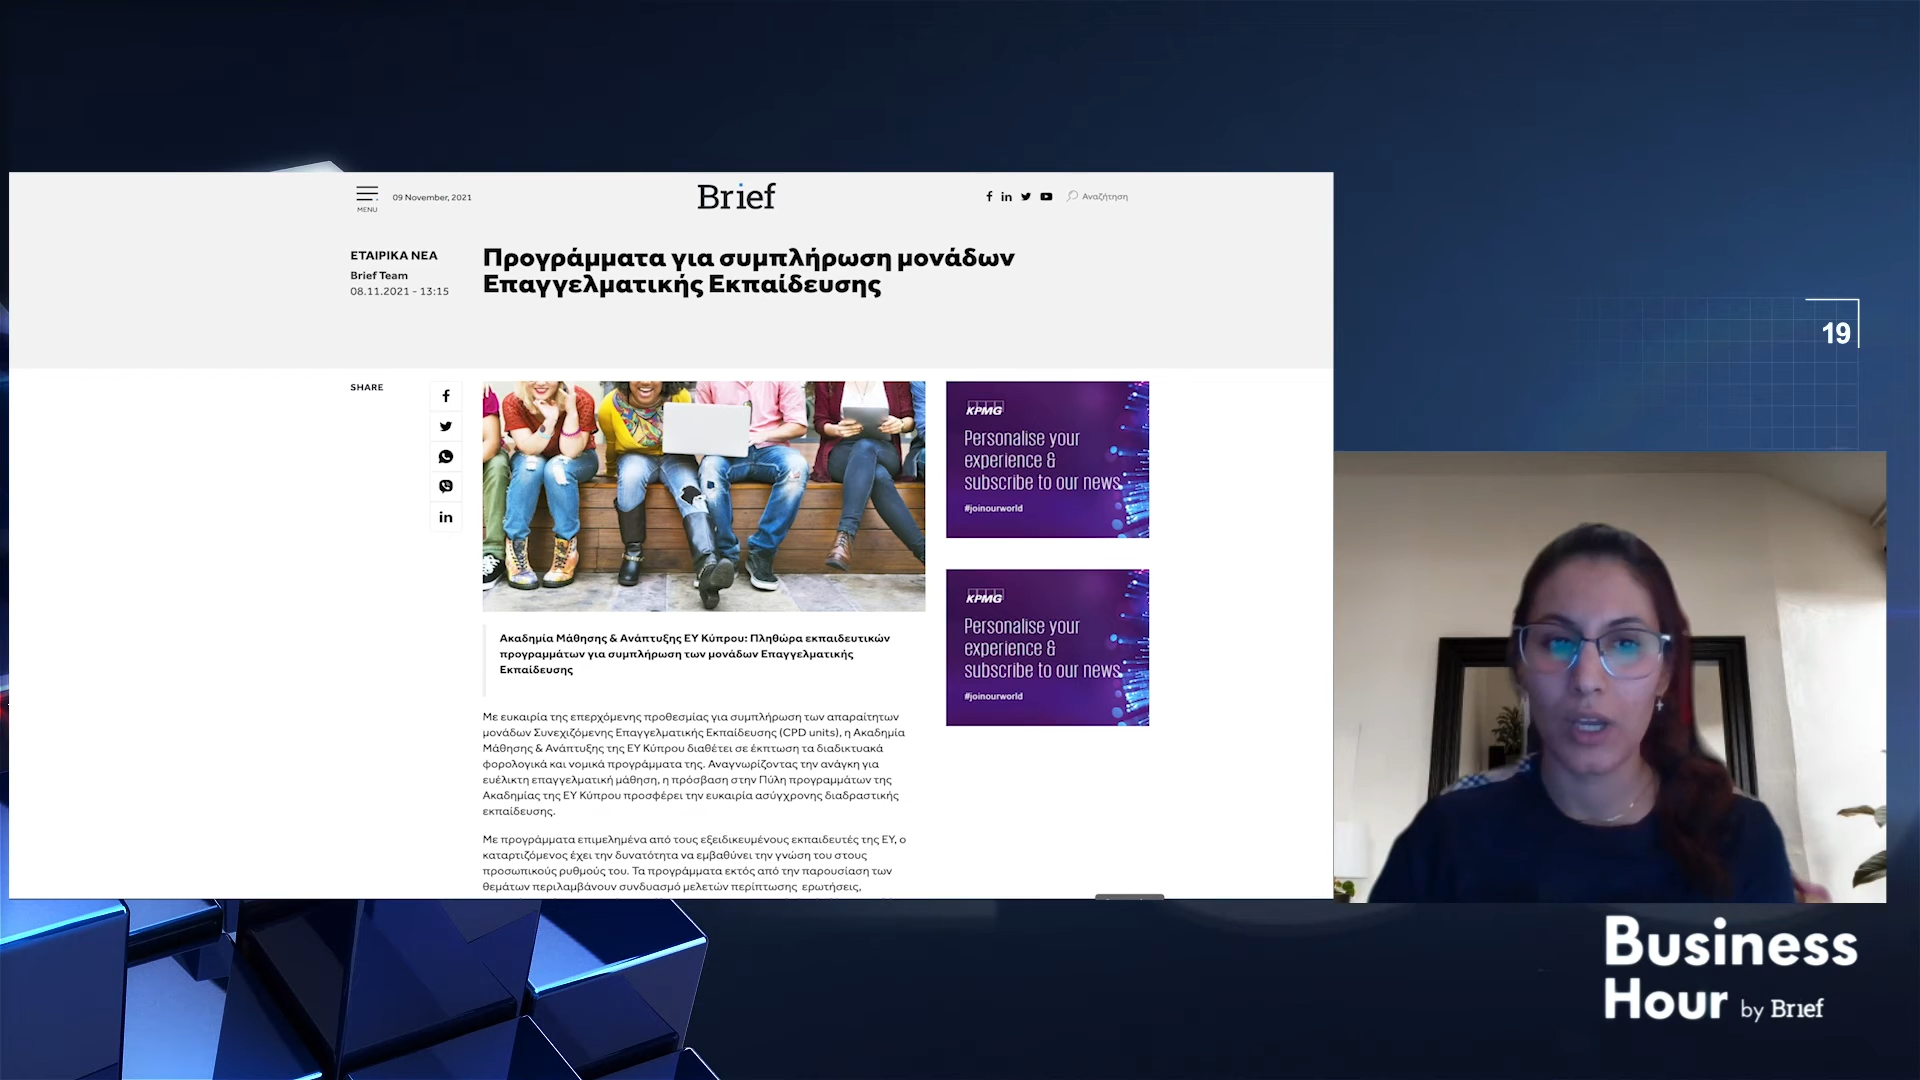 MENU
09 November, 2021
Brief
Αναζήτηση
ΕΤΑΙΡΙΚΑ ΝΕΑ
Brief Team
08.11.2021 - 13:15
Προγράμματα για συμπλήρωση μονάδων
Επαγγελματικής Εκπαίδευσης
19
SHARE
KPMG
Personalise your
experience &
subscribe to our news
#joinourworld
KPMG
Personalise your
experience &
subscribe to our news
#joinourworld
Ακαδημία Μάθησης & Ανάπτυξης ΕΥ Κύπρου: Πληθώρα εκπαιδευτικών
προγραμμάτων για συμπλήρωση των μονάδων Επαγγελματικής
Εκπαίδευσης
Με ευκαιρία της επερχόμενης προθεσμίας για συμπλήρωση των απαραίτητων
μονάδων Συνεχιζόμενης Επαγγελματικής Εκπαίδευσης (CPD units), η Ακαδημία
Μάθησης & Ανάπτυξης της ΕΥ Κύπρου διαθέτει σε έκπτωση τα διαδικτυακά
φορολογικά και νομικά προγράμματα της. Αναγνωρίζοντας την ανάγκη για
ευέλικτη επαγγελματική μάθηση, η πρόσβαση στην Πύλη προγραμμάτων της
Ακαδημίας της ΕΥ Κύπρου προσφέρει την ευκαιρία ασύγχρονης διαδραστικής
εκπαίδευσης.
Με προγράμματα επιμελημένα από τους εξειδικευμένους εκπαιδευτές της ΕΥ, ο
καταρτιζόμενος έχει την δυνατότητα να εμβαθύνει την γνώση του στους
προσωπικούς ρυθμούς του. Τα προγράμματα εκτός από την παρουσίαση των
θεμάτων περιλαμβάνουν συνδυασμό μελετών περίπτωσης ερωτήσεις,
Business
Hour by Brief